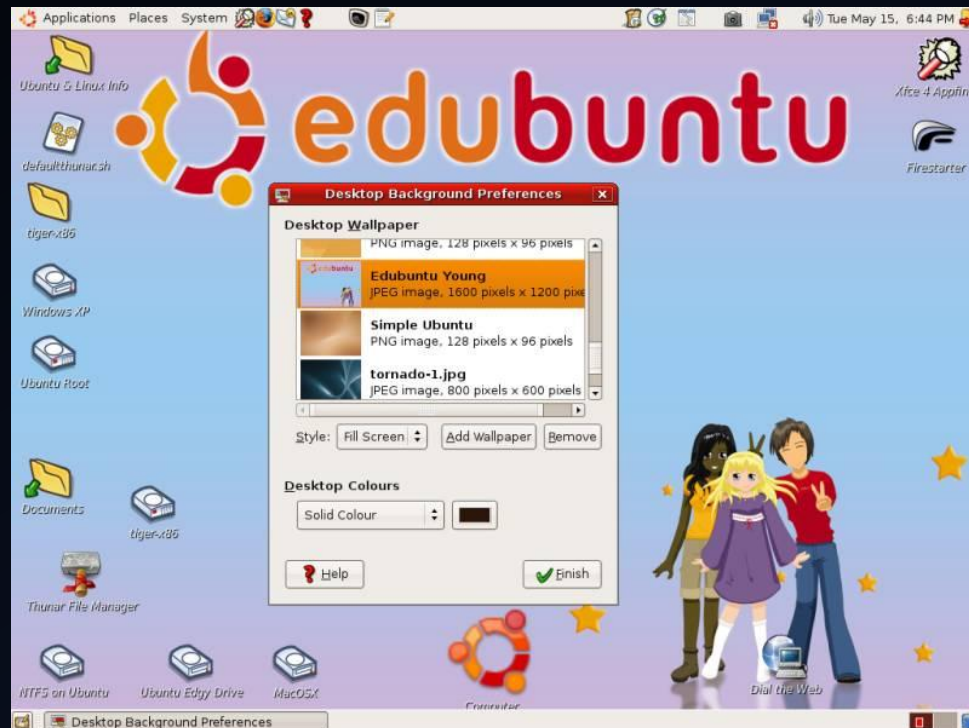 Applications Places System
Tue May 15, 6:44 PM
Ubuntu & Linux Info
edubuntu
Xfce 4 Appfin
defaultthunar.sh
Firestarter
Desktop Background Preferences
Desktop Wallpaper
PNG image, 128 pixels x 96 pixels
tiger-x86
Edubuntu Young
JPEG image, 1600 pixels x 1200 pixe
Windows XP
Simple Ubuntu
PNG image, 128 pixels x 96 pixels
tornado-1.jpg
JPEG image, 800 pixels x 600 pixels
Ubuntu Root
Style: Fill Screen Add Wallpaper Remove
Desktop Colours
Documents
Solid Colour
tiger-x86
Help Finish
Thunar File Manager
NTFS on Ubuntu Ubuntu Edgy Drive MacOSX
Dial the Web
Computer
Desktop Background Preferences